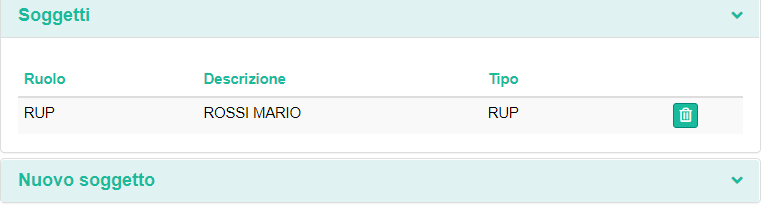 Soggetti
Ruolo Descrizione Tipo
RUP ROSSI MARIO RUP
Nuovo soggetto